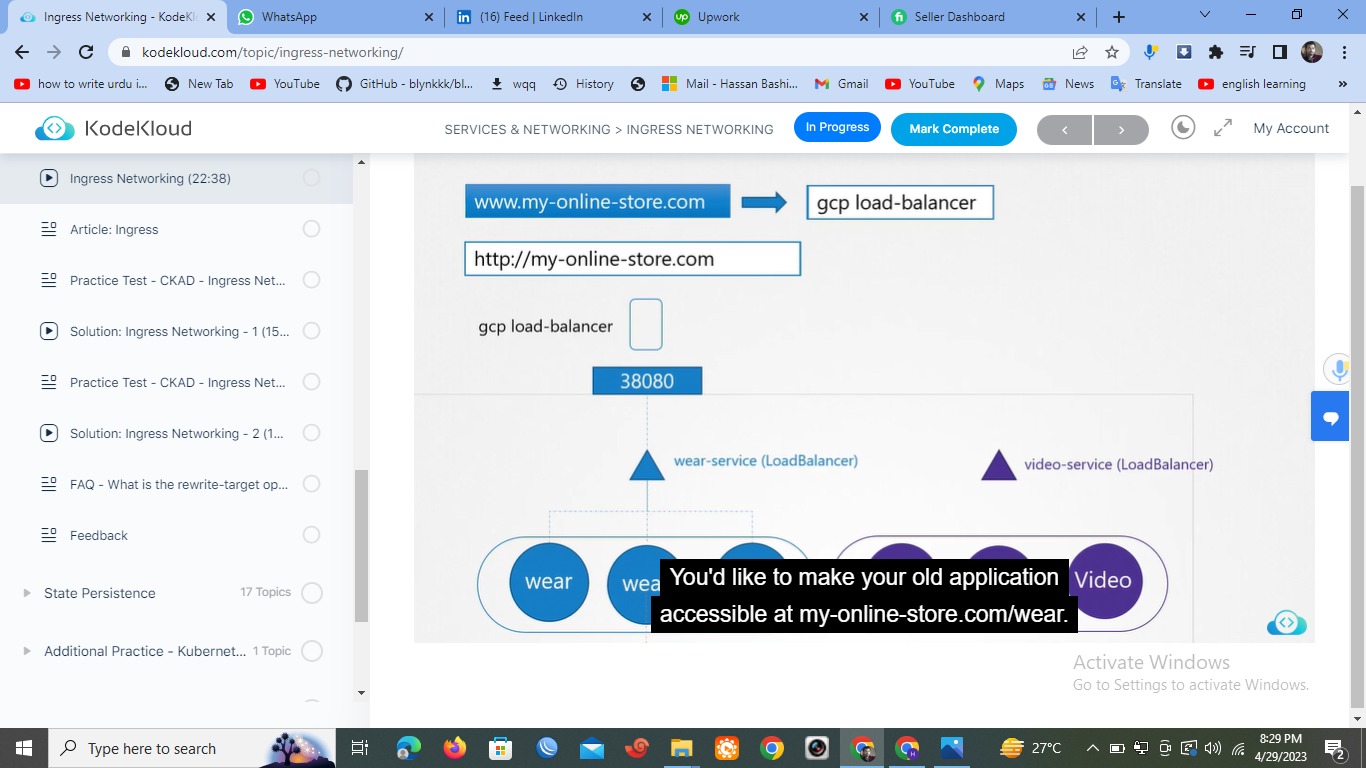 Ingress Networking - KodeKl
WhatsApp
(16) Feed | LinkedIn
Upwork
Seller Dashboard
kodekloud.com/topic/ingress-networking/
how to write urdu i...
New Tab
YouTube
GitHub - blynkkk/bl...
wqq
History
Mail - Hassan Bashi...
Gmail
YouTube
Maps
News
Translate
english learning
KodeKloud
SERVICES & NETWORKING > INGRESS NETWORKING
In Progress
Mark Complete
My Account
Ingress Networking (22:38)
Article: Ingress
Practice Test - CKAD - Ingress Net...
Solution: Ingress Networking - 1 (15...
Practice Test - CKAD - Ingress Net...
Solution: Ingress Networking - 2 (1...
FAQ - What is the rewrite-target op...
Feedback
State Persistence
17 Topics
Additional Practice - Kubernet...
1 Topic
www.my-online-store.com
gcp load-balancer
http://my-online-store.com
gcp load-balancer
38080
wear-service (LoadBalancer)
video-service (LoadBalancer)
wear
wea
Video
You'd like to make your old application
accessible at my-online-store.com/wear.
Activate Windows
Go to Settings to activate Windows.
Type here to search
27°C
8:29 PM
4/29/2023
2